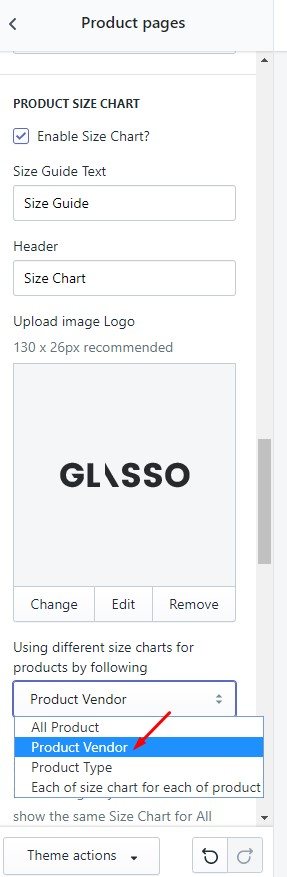 Product pages
PRODUCT SIZE CHART
Enable Size Chart?
Size Guide Text
Size Guide
Header
Size Chart
Upload image Logo
130 x 26px recommended
GLASSO
Change
Edit
Remove
Using different size charts for
products by following
Product Vendor
All Product
Product Vendor
Product Type
Each of size chart for each of product
show the same Size Chart for All
Theme actions